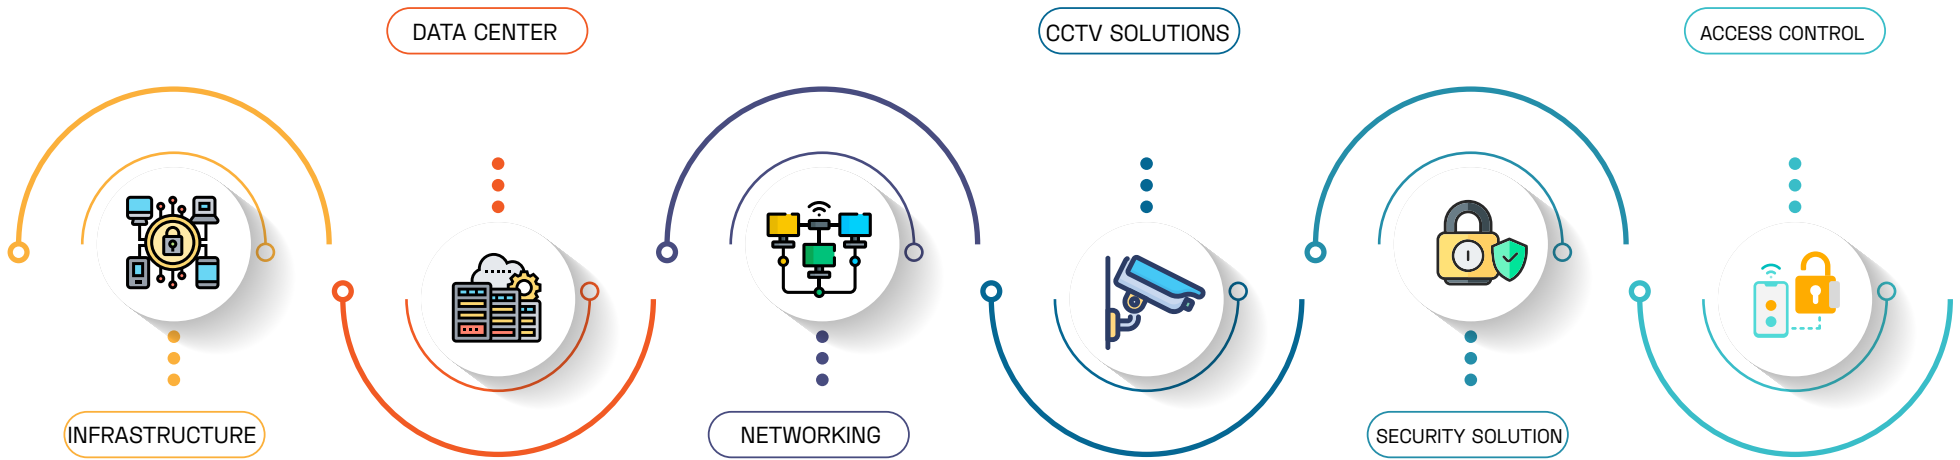 DATA CENTER
CCTV SOLUTIONS
ACCESS CONTROL
INFRASTRUCTURE
NETWORKING
SECURITY SOLUTION